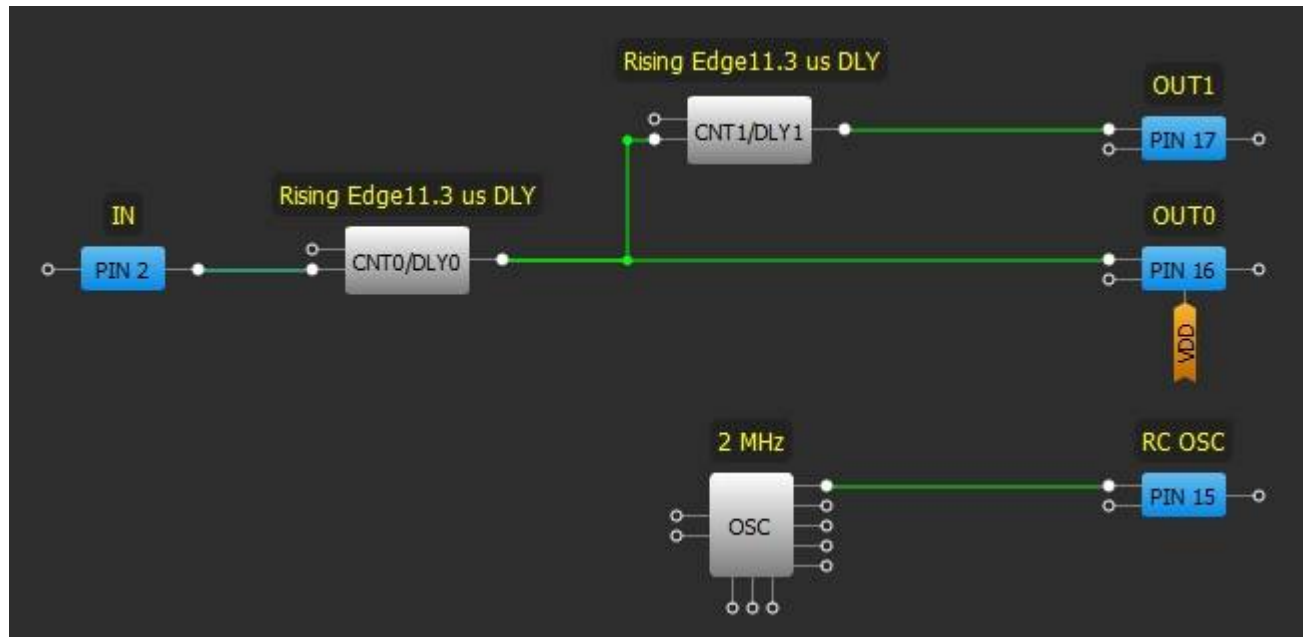 Rising Edge11.3 us DLY
OUT1
CNT1/DLY1
PIN 17
Rising Edge11.3 us DLY
IN
OUT0
PIN 2
CNT0/DLY0
PIN 16
VDD
2 MHz
RC OSC
OSC
PIN 15